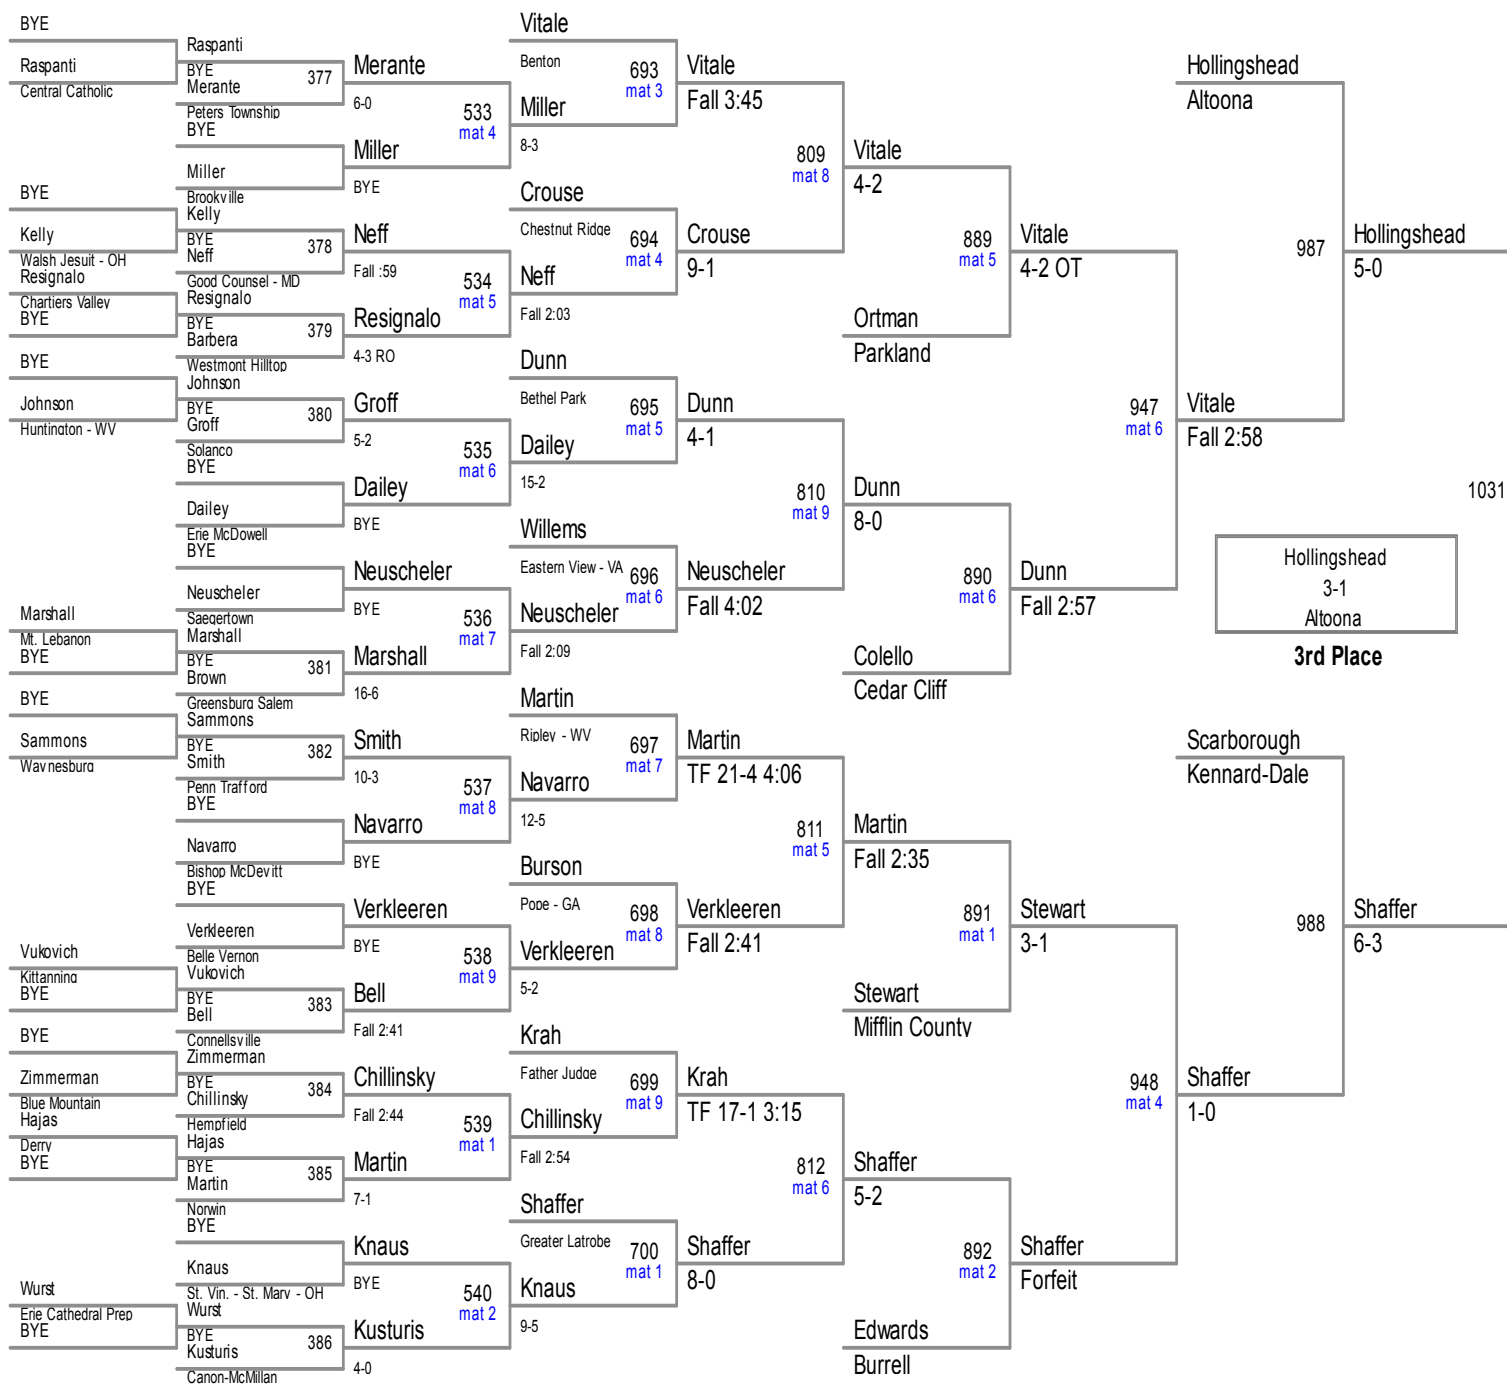 BYE
Raspanti
Central Catholic
BYE
Kelly
Walsh Jesuit - OH
Resignalo
Chartiers Valley
BYE
BYE
Johnson
Huntington - WV
Marshall
Mt. Lebanon
BYE
BYE
Sammons
Waynesburg
Vukovich
Kittanning
BYE
BYE
Zimmerman
Blue Mountain
Hajas
Derry
BYE
Wurst
Erie Cathedral Prep
BYE
Raspanti
BYE
377
Merante
Peters Township
BYE
Miller
Brookville
Kelly
BYE
378
Neff
Good Counsel - MD
Resignalo
BYE
379
Barbera
Westmont Hilltop
Johnson
BYE
380
Groff
Solanco
BYE
Dailey
Erie McDowell
BYE
Neuscheler
Saegertown
Marshall
BYE
381
Brown
Greensburg Salem
Sammons
BYE
382
Smith
Penn Trafford
BYE
Navarro
Bishop McDevitt
BYE
Verkleeren
Belle Vernon
Vukovich
BYE
383
Bell
Connellsville
Zimmerman
BYE
384
Chillinsky
Hempfield
Hajas
BYE
385
Martin
Norwin
BYE
Knaus
St. Vin. - St. Mary - OH
Wurst
BYE
386
Kusturis
Canon-McMillan
Merante
6-0
533
mat 4
Miller
BYE
Neff
Fall :59
534
mat 5
Resignalo
4-3 RO
Groff
5-2
535
mat 6
Dailey
BYE
Neuscheler
BYE
536
mat 7
Marshall
16-6
Smith
10-3
537
mat 8
Navarro
BYE
Verkleeren
BYE
538
mat 9
Bell
Fall 2:41
Chillinsky
Fall 2:44
539
mat 1
Martin
7-1
Knaus
BYE
540
mat 2
Kusturis
4-0
Vitale
Benton
693
mat 3
Miller
8-3
Crouse
Chestnut Ridge
694
mat 4
Neff
Fall 2:03
Dunn
Bethel Park
695
mat 5
Dailey
15-2
Willems
Eastern View - VA
696
mat 6
Neuscheler
Fall 2:09
Martin
Ripley - WV
697
mat 7
Navarro
12-5
Burson
Pope - GA
698
mat 8
Verkleeren
5-2
Krah
Father Judge
699
mat 9
Chillinsky
Fall 2:54
Shaffer
Greater Latrobe
700
mat 1
Knaus
9-5
Vitale
Fall 3:45
809
mat 8
Crouse
9-1
Dunn
4-1
810
mat 9
Neuscheler
Fall 4:02
Martin
TF 21-4 4:06
811
mat 5
Verkleeren
Fall 2:41
Krah
TF 17-1 3:15
812
mat 6
Shaffer
8-0
Vitale
4-2
889
mat 5
Ortman
Parkland
Dunn
8-0
890
mat 6
Colello
Cedar Cliff
Martin
Fall 2:35
891
mat 1
Stewart
Mifflin County
Shaffer
5-2
892
mat 2
Edwards
Burrell
Vitale
4-2 OT
947
mat 6
Dunn
Fall 2:57
Stewart
3-1
948
mat 4
Shaffer
Forfeit
Hollingshead
Altoona
987
Vitale
Fall 2:58
Scarborough
Kennard-Dale
988
Shaffer
1-0
Hollingshead
5-0
1031
Shaffer
6-3
Hollingshead
3-1
Altoona
3rd Place